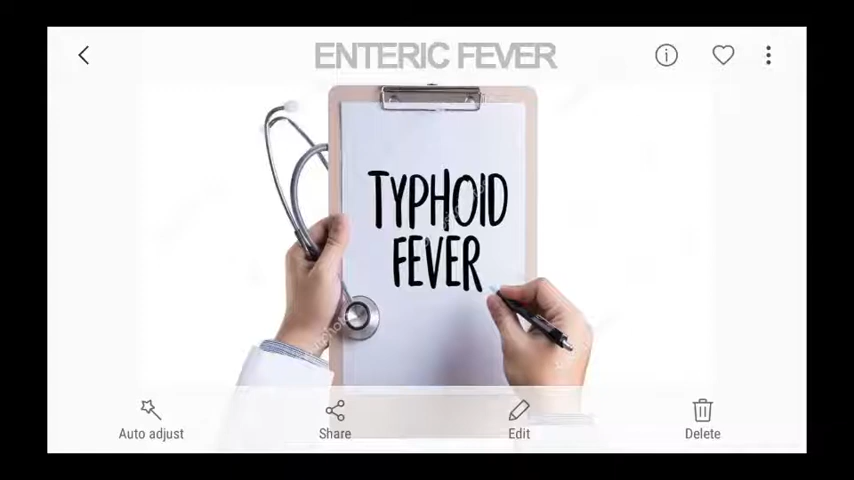 ENTERIC FEVER
TYPHOID
FEVER
Auto adjust
Share
Edit
Delete